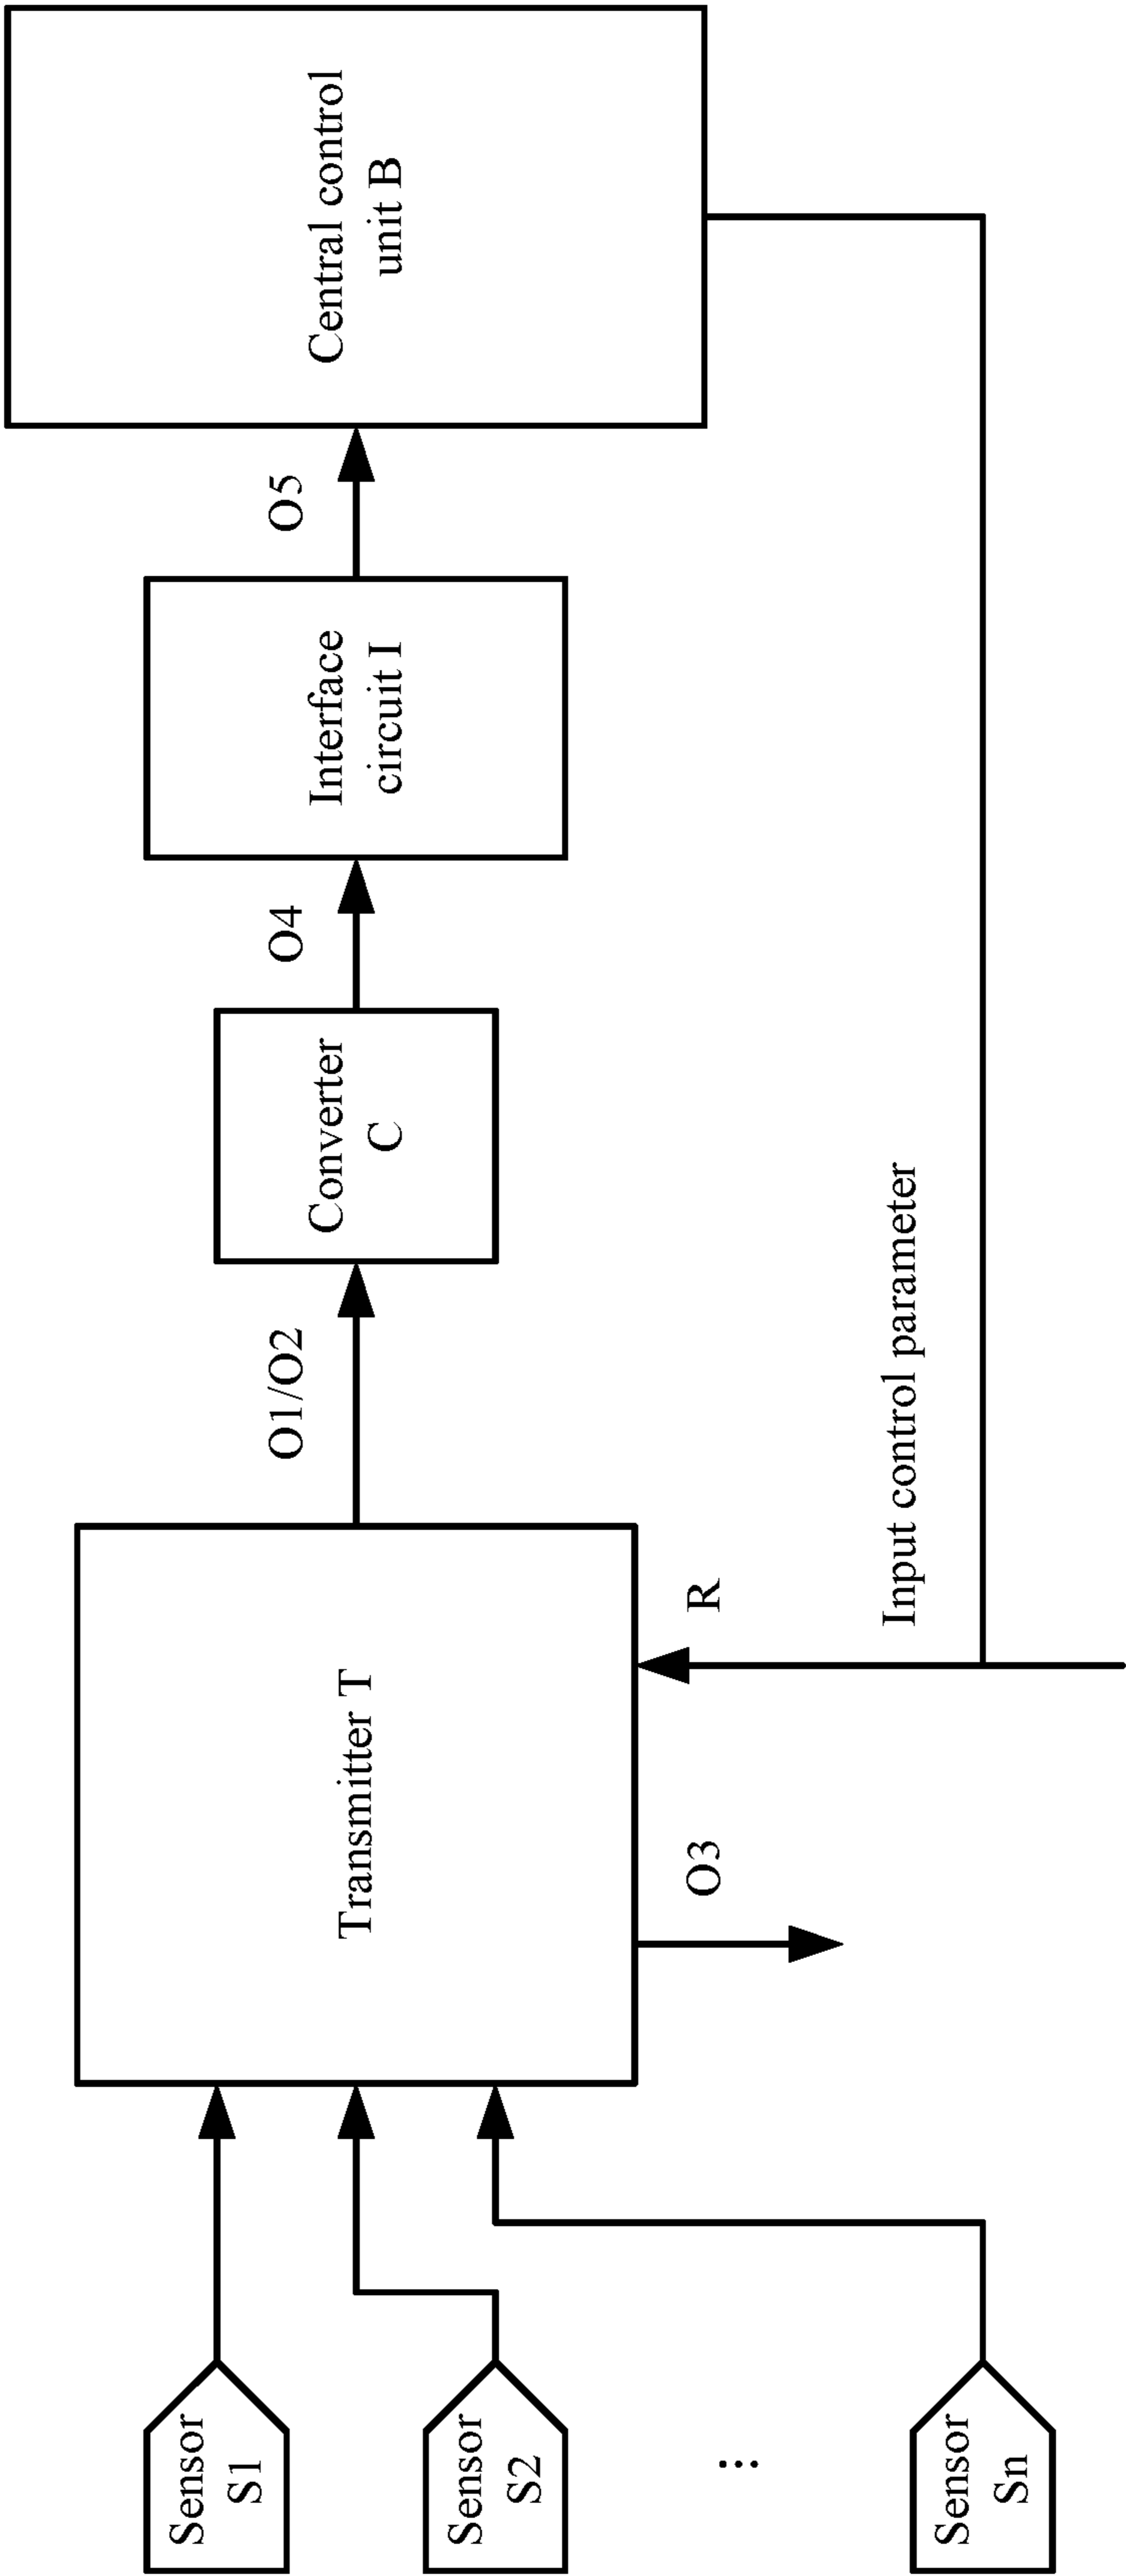 Sensor
S1
Sensor
S2
...
Sensor
Sn
Transmitter T
O3
R
Input control parameter
O1/O2
Converter
C
O4
Interface
circuit I
O5
Central control
unit B